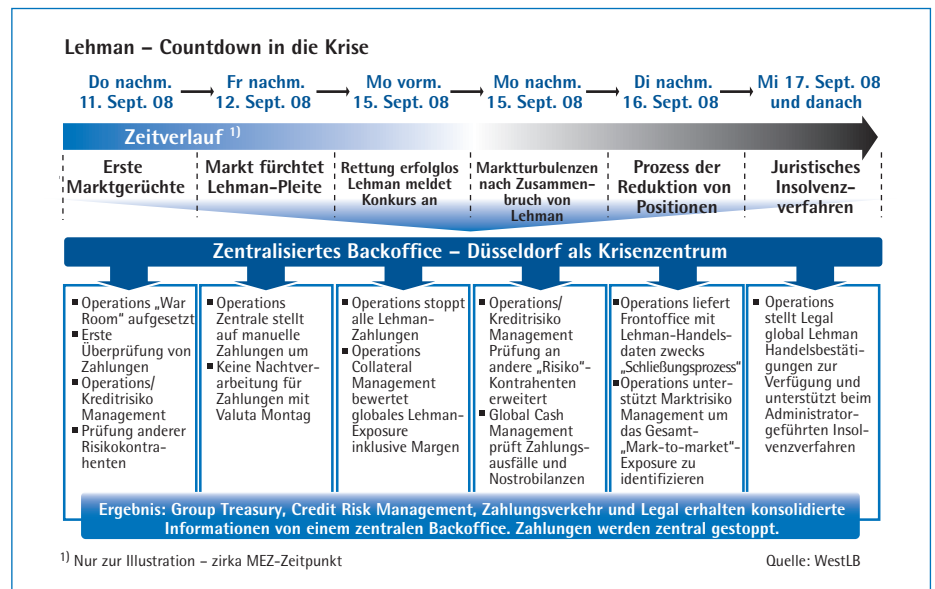 Lehman – Countdown in die Krise
Do nachm.
11. Sept. 08
Fr nachm.
12. Sept. 08
Mo vorm.
15. Sept. 08
Mo nachm.
15. Sept. 08
Di nachm.
16. Sept. 08
Mi 17. Sept. 08
und danach
Zeitverlauf 1)
1)
Erste
Marktgerüchte
Markt fürchtet
Lehman-Pleite
Rettung erfolglos
Lehman meldet
Konkurs an
Marktturbulenzen
nach Zusammen-
bruch von
Lehman
Prozess der
Reduktion von
Positionen
Juristisches
Insolvenz-
verfahren
Zentralisiertes Backoffice – Düsseldorf als Krisenzentrum
▪ Operations „War
Room“ aufgesetzt
▪ Erste
Überprüfung von
Zahlungen
▪ Operations/
Kreditrisiko
Management
▪ Prüfung anderer
Risikokontra-
henten
▪ Operations
Zentrale stellt
auf manuelle
Zahlungen um
▪ Keine Nachtver-
arbeitung für
Zahlungen mit
Valuta Montag
▪ Operations stoppt
alle Lehman-
Zahlungen
▪ Operations
Collateral
Management
bewertet
globales Lehman-
Exposure
inklusive Margen
▪ Operations/
Kreditrisiko
Management
Prüfung an
andere „Risiko“-
Kontrahenten
erweitert
▪ Global Cash
Management
prüft Zahlungs-
ausfälle und
Nostrobilanzen
▪ Operations liefert
Frontoffice mit
Lehman-Handels-
daten zwecks
„Schließungsprozess“
▪ Operations unter-
stützt Marktrisiko
Management um
das Gesamt-
„Mark-to-market“-
Exposure zu
identifizieren
▪ Operations
stellt Legal
global Lehman
Handelsbestäti-
gungen zur
Verfügung und
unterstützt beim
Administrator-
geführten Insol-
venzverfahren
Ergebnis: Group Treasury, Credit Risk Management, Zahlungsverkehr und Legal erhalten konsolidierte
Informationen von einem zentralen Backoffice. Zahlungen werden zentral gestoppt.
1) Nur zur Illustration – zirka MEZ-Zeitpunkt
Quelle: WestLB